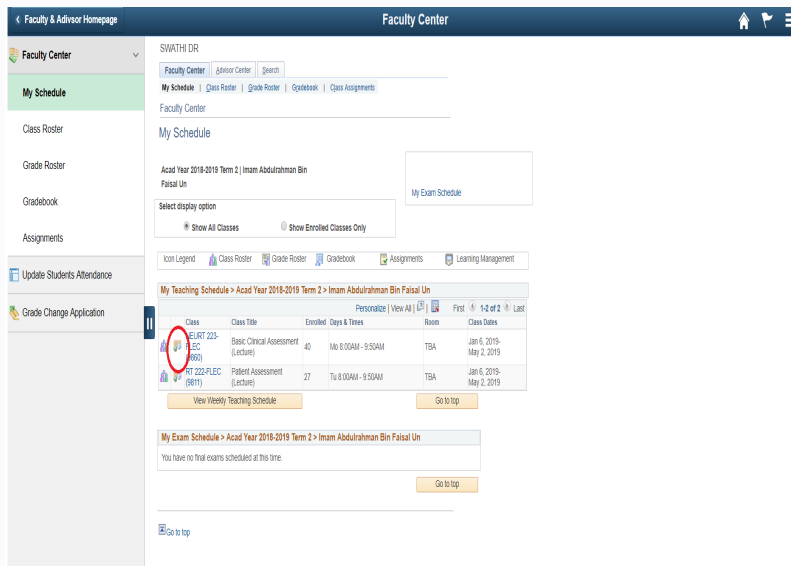 Faculty & Adivsor Homepage
Faculty Center
Faculty Center
My Schedule
Class Roster
Grade Roster
Gradebook
Assignments
Update Students Attendance
Grade Change Application
SWATHI DR
Faculty Center Advisor Center Search
My Schedule | Class Roster | Grade Roster | Gradebook | Class Assignments
Faculty Center
My Schedule
Acad Year 2018-2019 Term 2 | Imam Abdulrahman Bin
Faisal Un
My Exam Schedule
Select display option
Show All Classes Show Enrolled Classes Only
Icon Legend Class Roster Grade Roster Gradebook Assignments Learning Management
My Teaching Schedule > Acad Year 2018-2019 Term 2 > Imam Abdulrahman Bin Faisal Un
Personalize | View All | | First 1-2 of 2 Last
Class Class Title Enrolled Days & Times Room Class Dates
223-
Basic Clinical Assessment
(Lecture) 40 Mo 8:00AM - 9:50AM TBA Jan 6, 2019-
May 2, 2019
RT 222-FLEC
(9811) Patient Assessment
(Lecture) 27 Tu 8:00AM - 9:50AM TBA Jan 6, 2019-
May 2, 2019
View Weekly Teaching Schedule Go to top
My Exam Schedule > Acad Year 2018-2019 Term 2 > Imam Abdulrahman Bin Faisal Un
You have no final exams scheduled at this time.
Go to top
Go to top